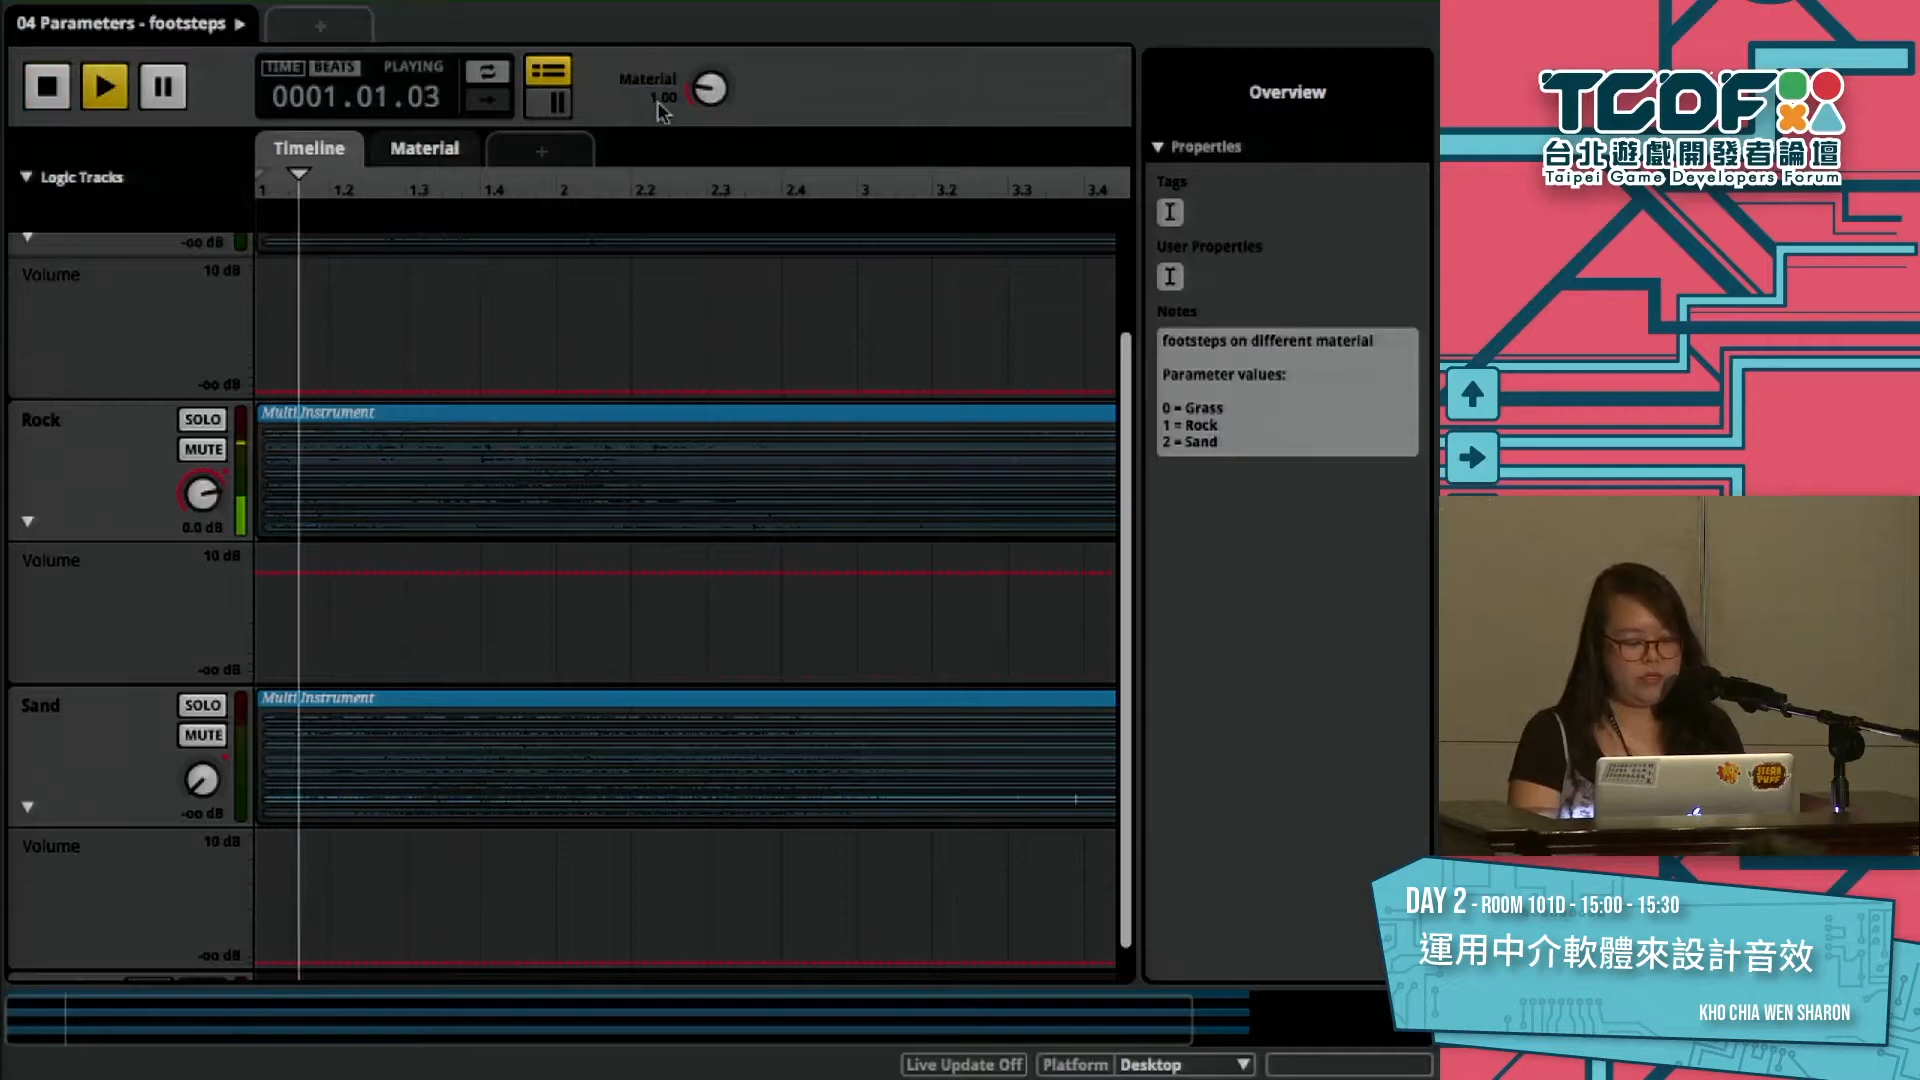 04 Parameters - footsteps
TIME BEATS PLAYING
0001.01.03
Material
1.00
Overview
Timeline
Material
Properties
Logic Tracks
1 1.2 1.3 1.4 2 2.2 2.3 2.4 3 3.2 3.3 3.4
Tags
User Properties
Notes
footsteps on different material
Parameter values:
0 = Grass
1 = Rock
2 = Sand
-oo dB
Volume 10 dB
-oo dB
Rock SOLO
MUTE
0.0 dB
Multi Instrument
Volume 10 dB
-oo dB
Sand SOLO
MUTE
-oo dB
Multi Instrument
Volume 10 dB
-oo dB
Live Update Off Platform Desktop
TGDF
台北遊戲開發者論壇
Taipei Game Developers Forum
STEAK PUFF
DAY 2 - ROOM 101D - 15:00 - 15:30
運用中介軟體來設計音效
KHO CHIA WEN SHARON